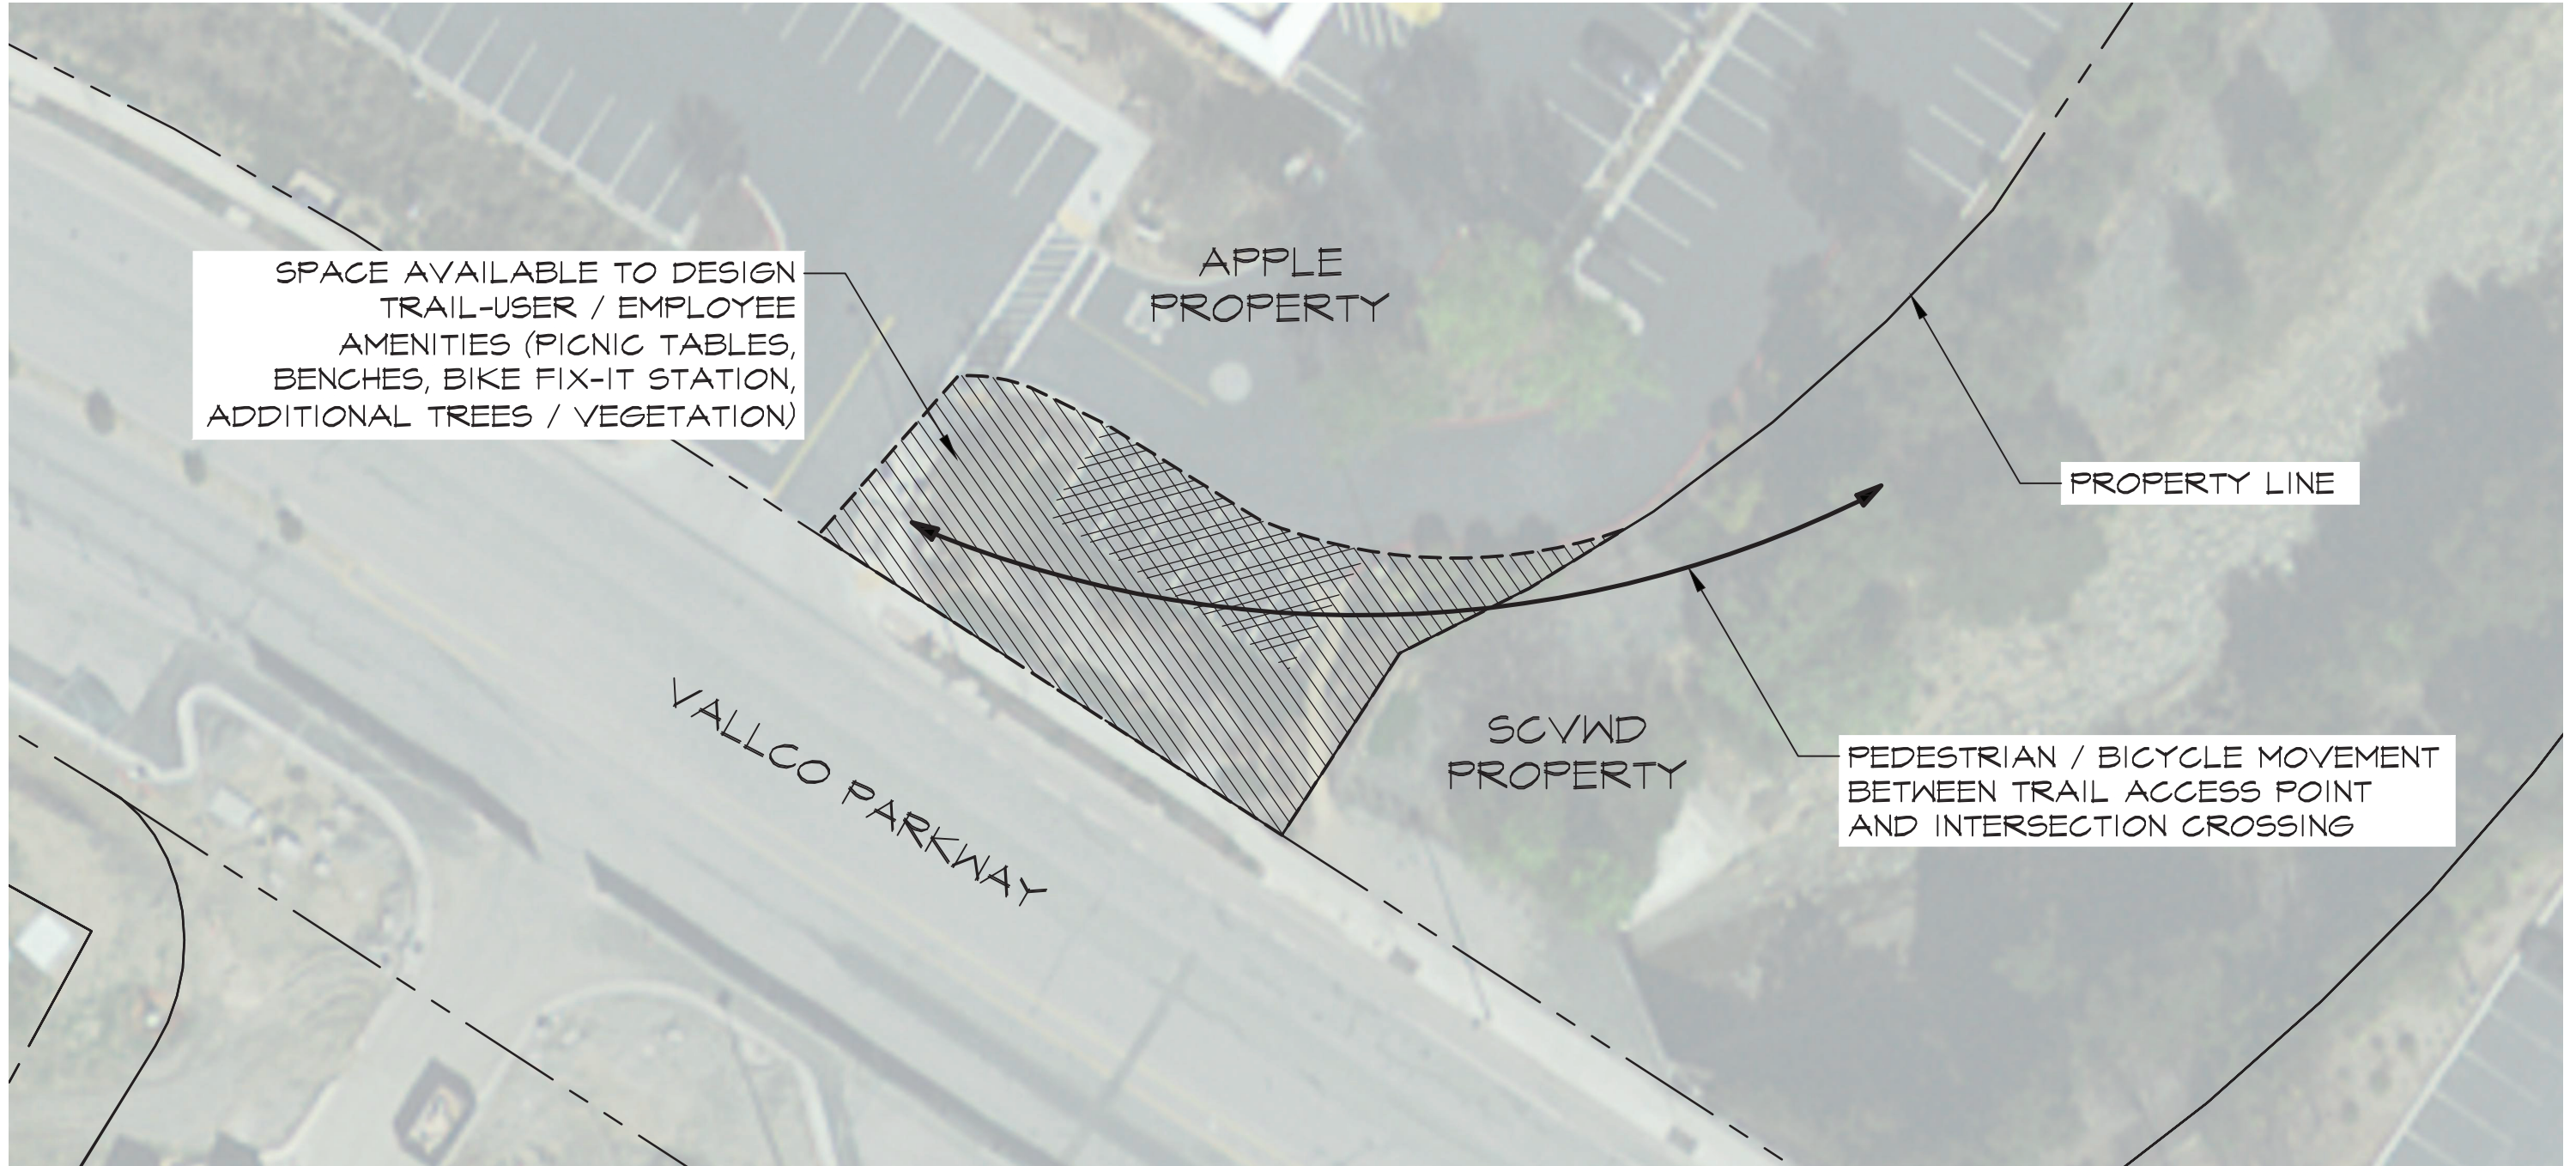 SPACE AVAILABLE TO DESIGN
TRAIL-USER / EMPLOYEE
AMENITIES (PICNIC TABLES,
BENCHES, BIKE FIX-IT STATION,
ADDITIONAL TREES / VEGETATION)
APPLE
PROPERTY
PROPERTY LINE
VALLCO PARKWAY
SCVWD
PROPERTY
PEDESTRIAN / BICYCLE MOVEMENT
BETWEEN TRAIL ACCESS POINT
AND INTERSECTION CROSSING